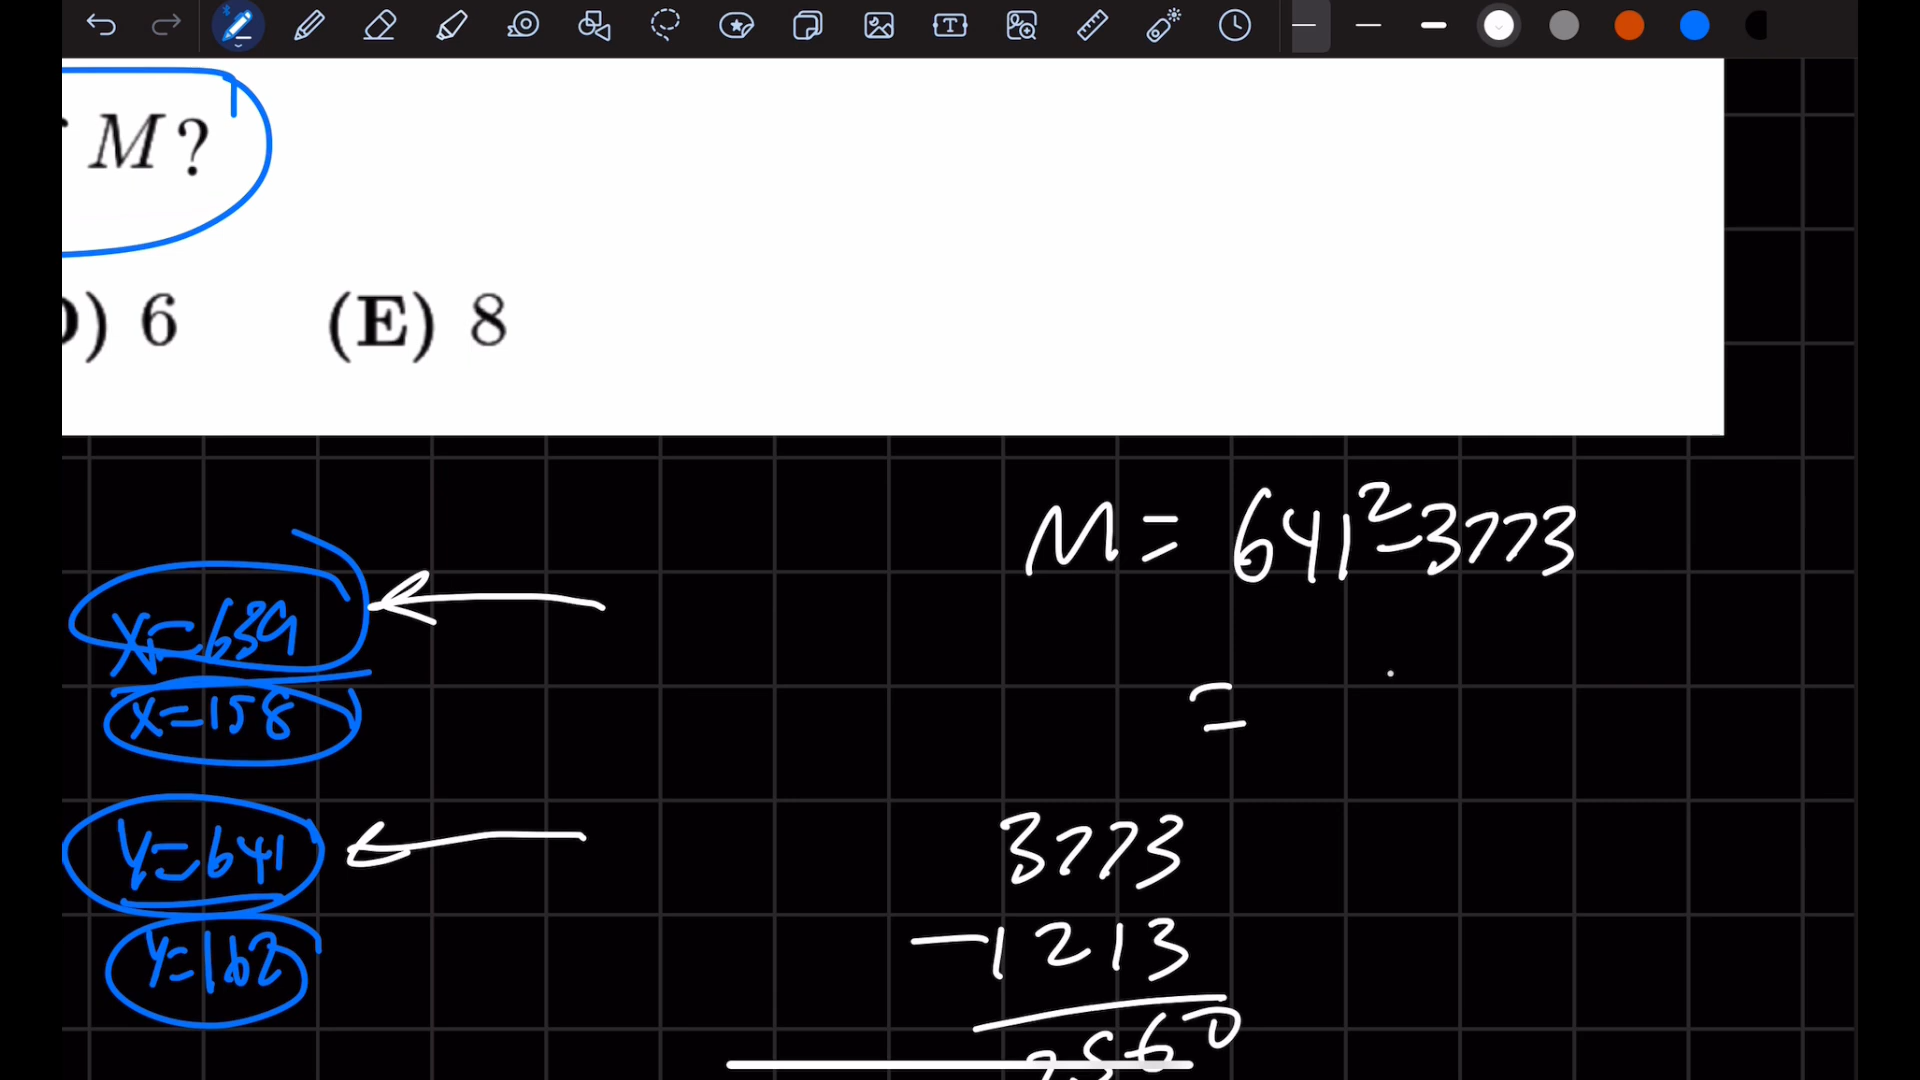 M?
) 6 (E) 8
M = 641²-3773
x=639
=
x=158
3773
y=641
-1213
y=162
2560